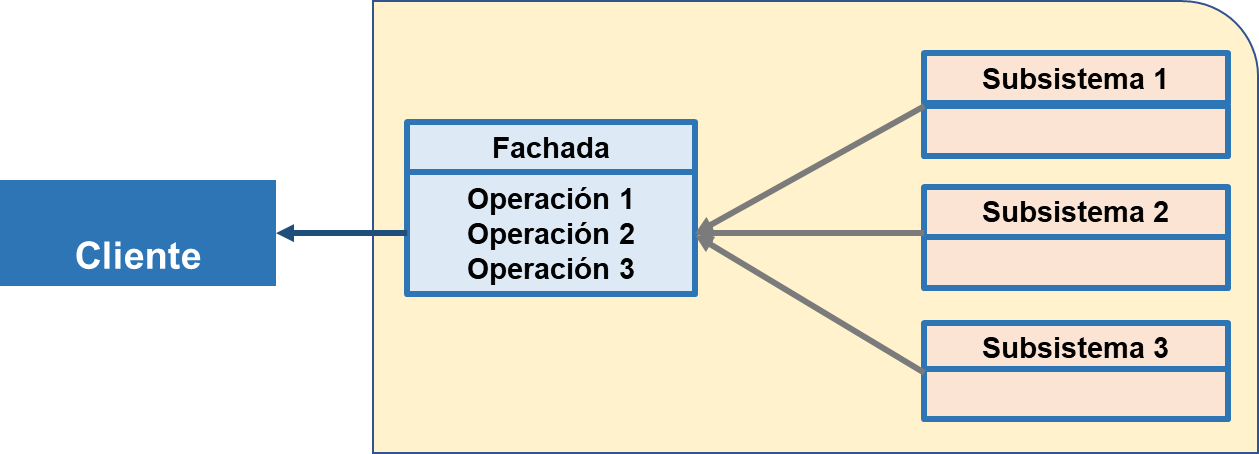 Cliente
Fachada
Operación 1
Operación 2
Operación 3
Subsistema 1
Subsistema 2
Subsistema 3